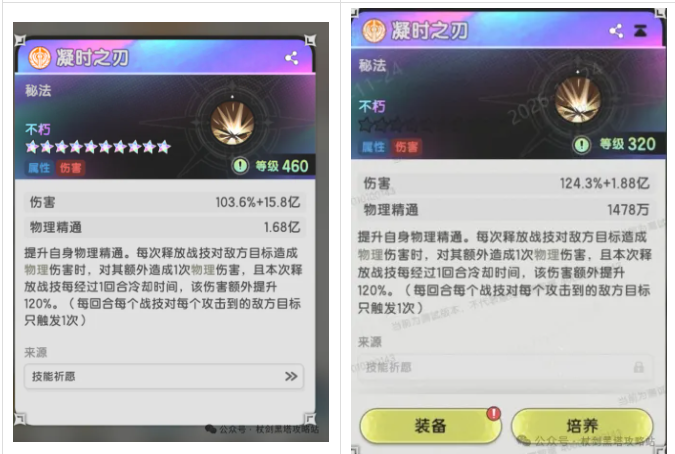 凝时之刃
秘法
不朽
属性 伤害
等级 460
伤害 103.6%+15.8亿
物理精通 1.68亿
提升自身物理精通。每次释放战技对敌方目标造成
物理伤害时，对其额外造成1次物理伤害，且本次释
放战技每经过1回合冷却时间，该伤害额外提升
120%。（每回合每个战技对每个攻击到的敌方目标
只触发1次）
来源
技能祈愿
公众号·杖剑黑塔攻略站
凝时之刃
秘法
不朽
属性 伤害
等级 320
伤害 124.3%+1.88亿
物理精通 1478万
提升自身物理精通。每次释放战技对敌方目标造成
物理伤害时，对其额外造成1次物理伤害，且本次释
放战技每经过1回合冷却时间，该伤害额外提升
120%。（每回合每个战技对每个攻击到的敌方目标
只触发1次）
来源
技能祈愿
装备 培养
公众号·杖剑黑塔攻略站